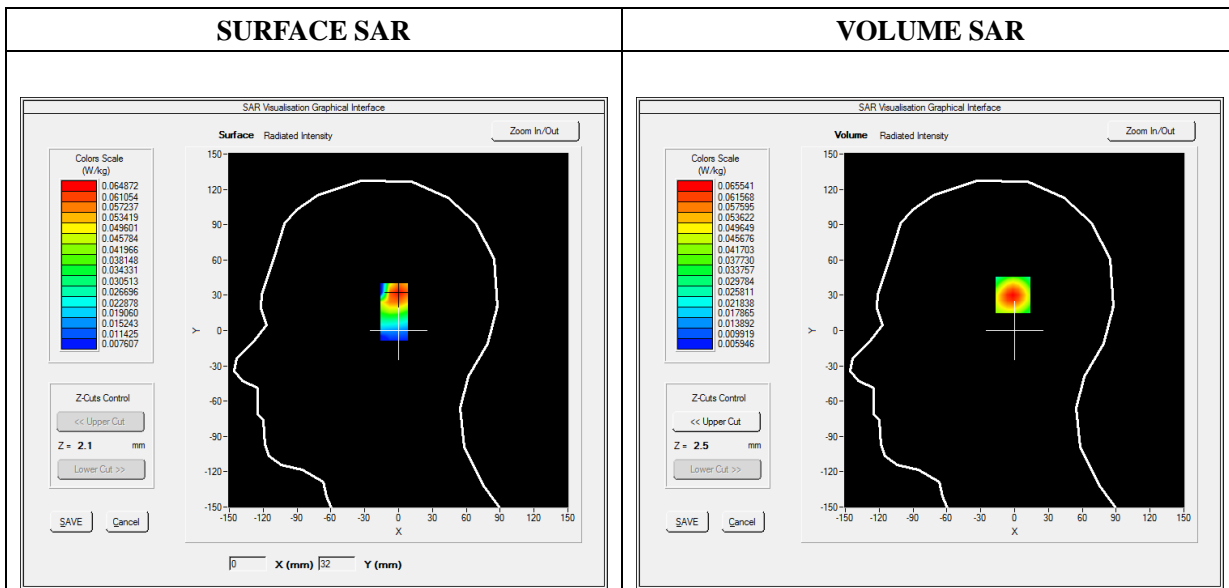 SURFACE SAR
VOLUME SAR
SAR Visualisation Graphical Interface
Surface Radiated Intensity
Zoom In/Out
Colors Scale
(W/kg)
0.064872
0.061054
0.057237
0.053419
0.049601
0.045784
0.041966
0.038148
0.034331
0.030513
0.026696
0.022878
0.019060
0.015243
0.011425
0.007607
Z-Cuts Control
<< Upper Cut
Z = 2.1 mm
Lower Cut >>
SAVE Cancel
150
120
90
60
30
0
-30
-60
-90
-120
-150
Y
-150 -120 -90 -60 -30 0 30 60 90 120 150
X
0 X (mm) 32 Y (mm)
SAR Visualisation Graphical Interface
Volume Radiated Intensity
Zoom In/Out
Colors Scale
(W/kg)
0.065541
0.061568
0.057595
0.053622
0.049649
0.045676
0.041703
0.037730
0.033757
0.029784
0.025811
0.021838
0.017865
0.013892
0.009919
0.005946
Z-Cuts Control
<< Upper Cut
Z = 2.5 mm
Lower Cut >>
SAVE Cancel
150
120
90
60
30
0
-30
-60
-90
-120
-150
Y
-150 -120 -90 -60 -30 0 30 60 90 120 150
X